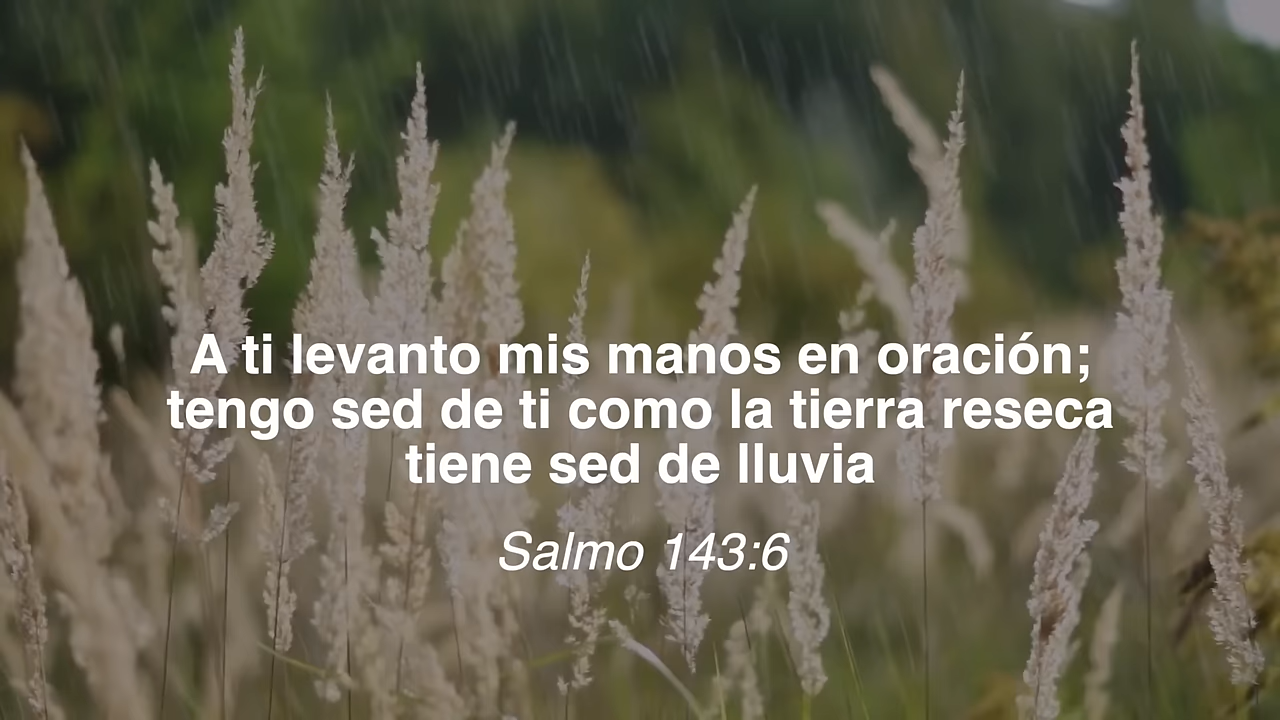 A ti levanto mis manos en oración;
tengo sed de ti como la tierra reseca
tiene sed de lluvia
Salmo 143:6